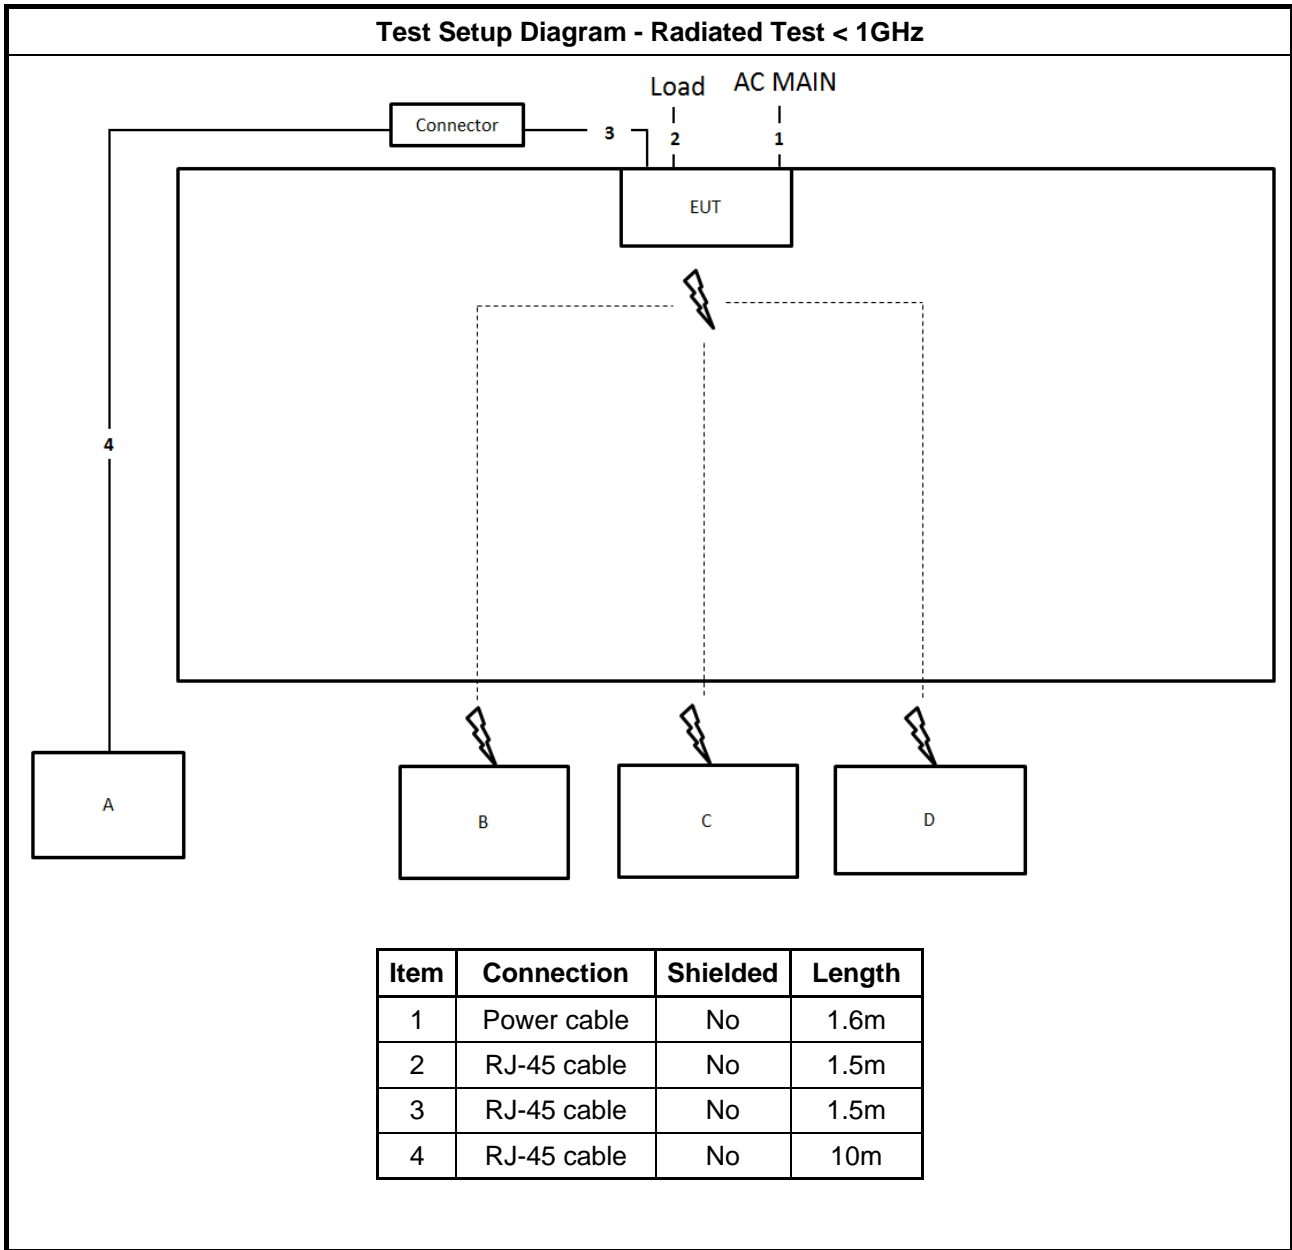 Test Setup Diagram - Radiated Test < 1GHz
Load AC MAIN
Connector
3
2
1
EUT
4
A
B
C
D
Item Connection Shielded Length
1 Power cable No 1.6m
2 RJ-45 cable No 1.5m
3 RJ-45 cable No 1.5m
4 RJ-45 cable No 10m